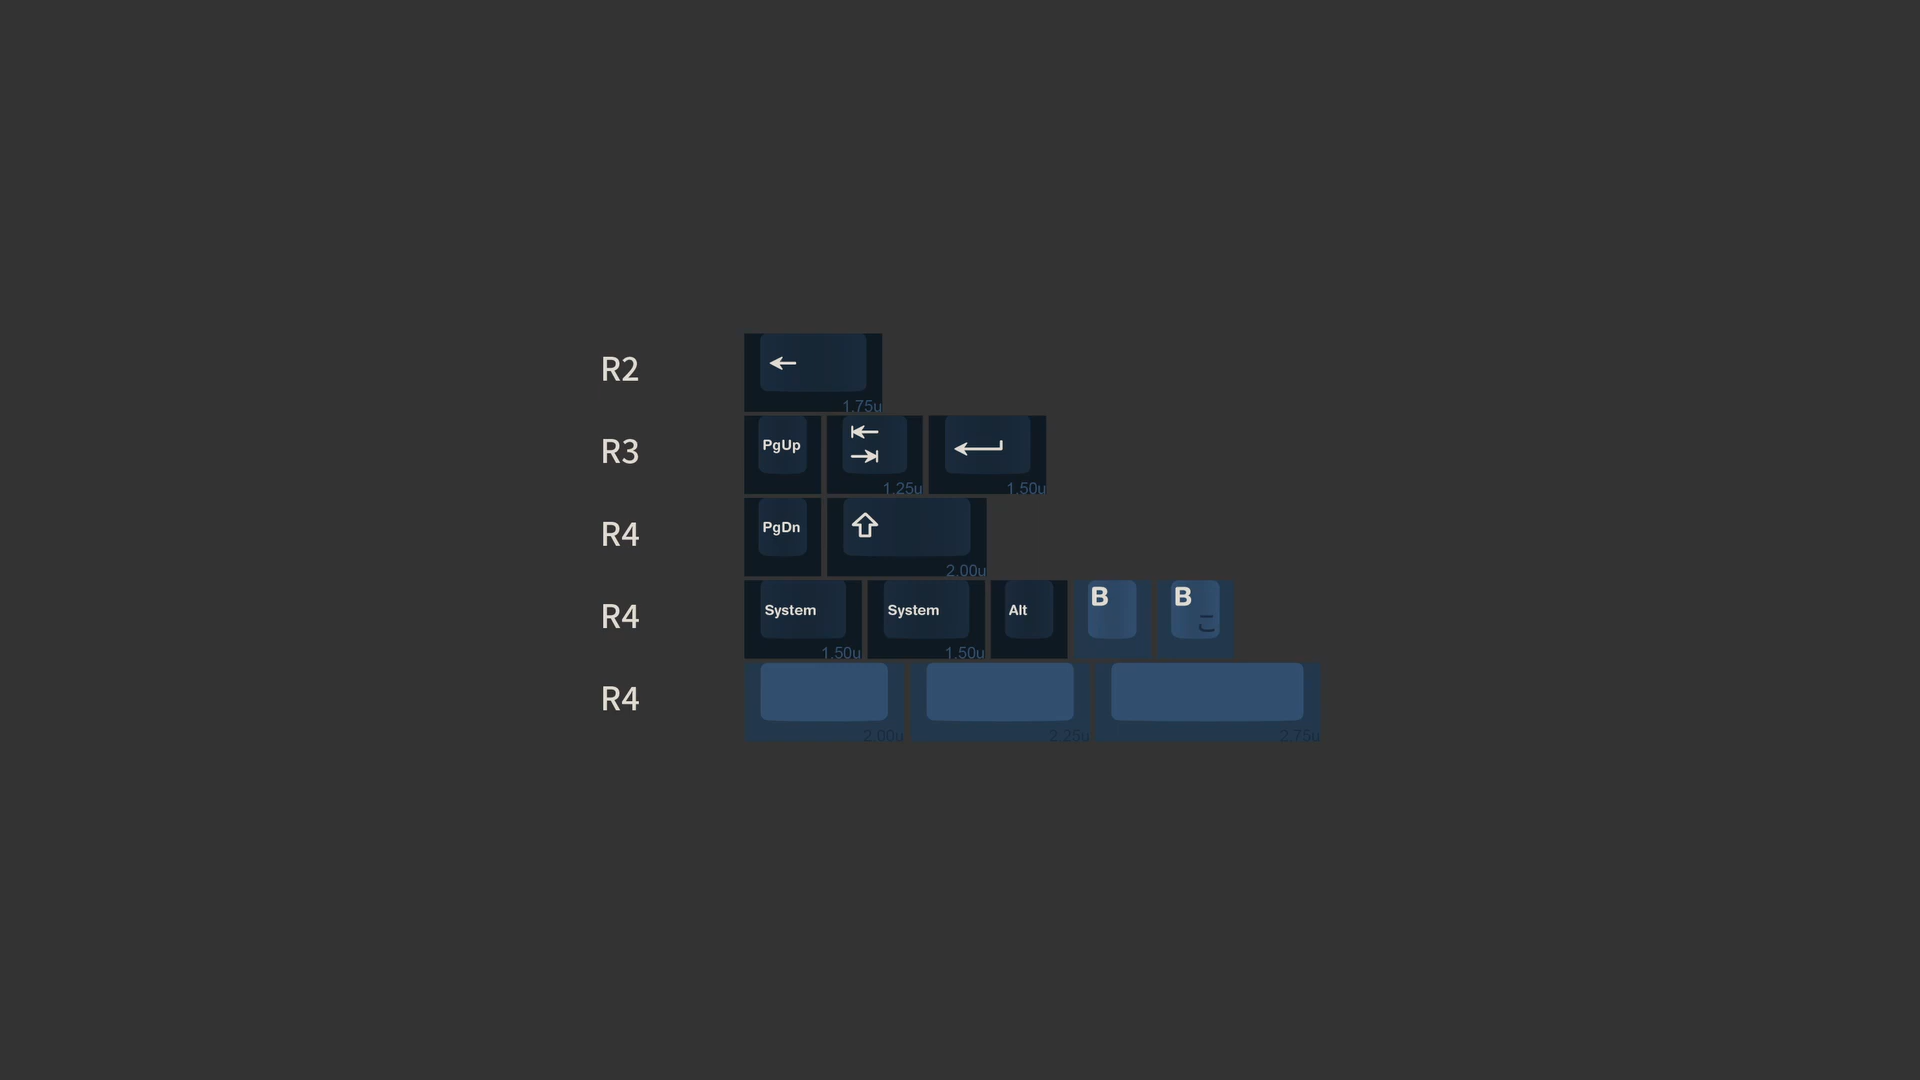 R2
1.75u
R3 PgUp 1.25u 1.50u
R4 PgDn 2.00u
R4 System 1.50u System 1.50u Alt B B こ
R4 2.00u 2.25u 2.75u